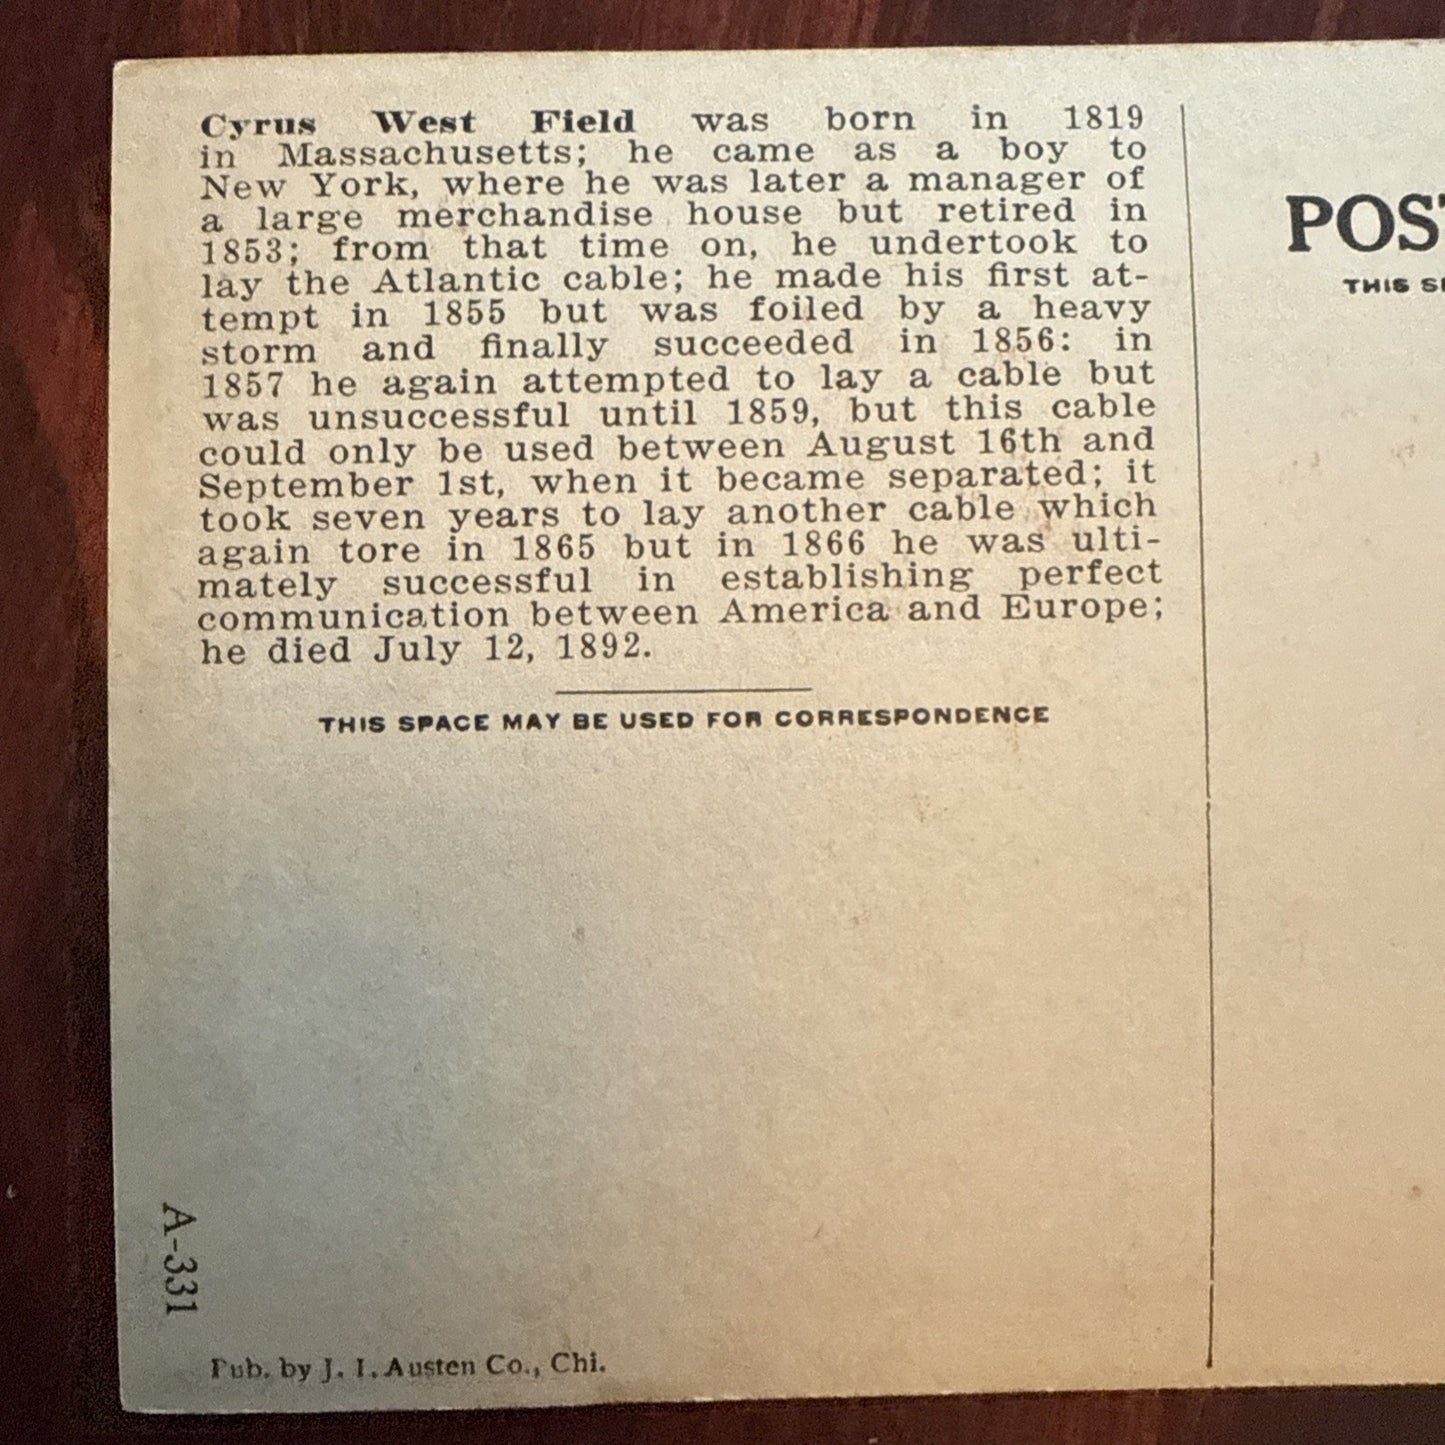 Cyrus West Field was born in 1819
in Massachusetts; he came as a boy to
New York, where he was later a manager of
a large merchandise house but retired in
1853; from that time on, he undertook to
lay the Atlantic cable; he made his first at-
tempt in 1855 but was foiled by a heavy
storm and finally succeeded in 1856: in
1857 he again attempted to lay a cable but
was unsuccessful until 1859, but this cable
could only be used between August 16th and
September 1st, when it became separated; it
took seven years to lay another cable which
again tore in 1865 but in 1866 he was ulti-
mately successful in establishing perfect
communication between America and Europe;
he died July 12, 1892.
THIS SPACE MAY BE USED FOR CORRESPONDENCE
A-331
Pub. by J. I. Austen Co., Chi.
POS
THIS